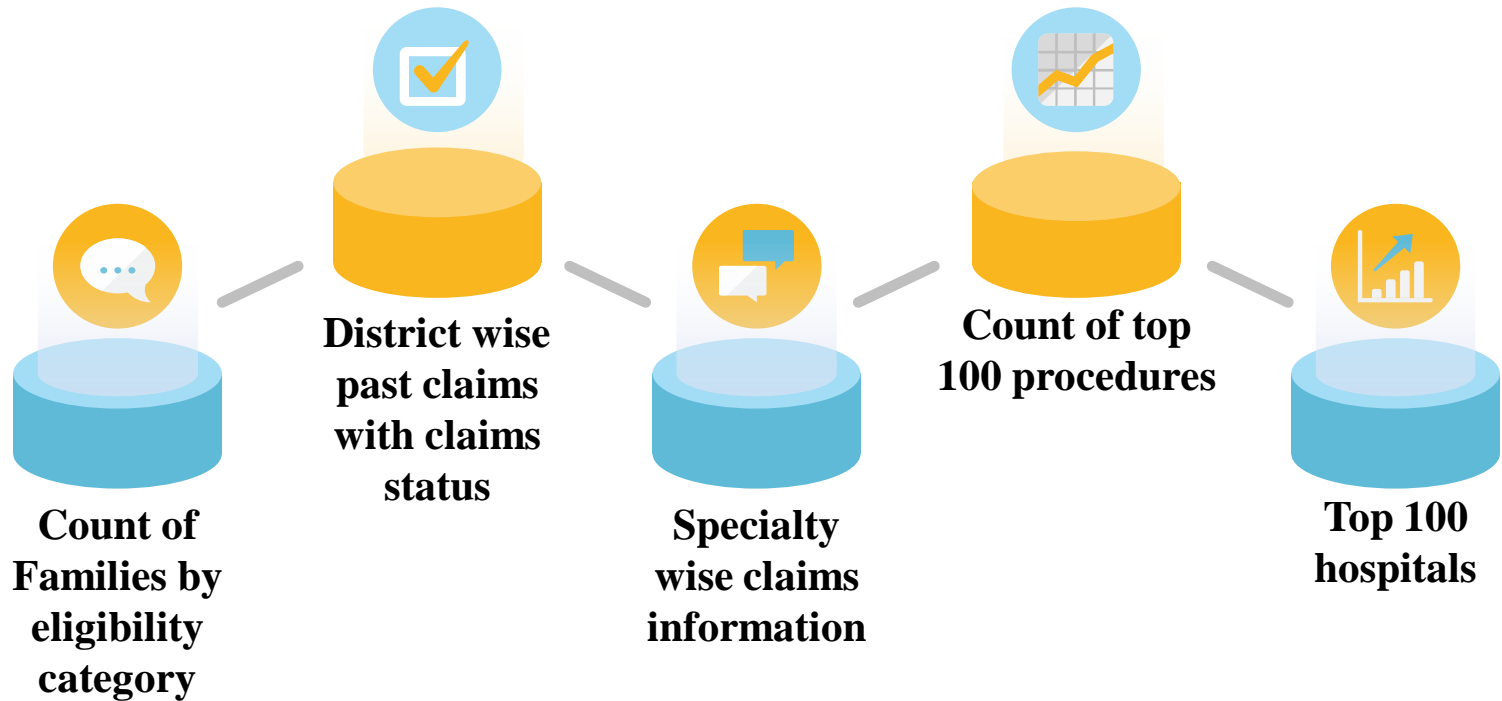 Count of
Families by
eligibility
category
District wise
past claims
with claims
status
Specialty
wise claims
information
Count of top
100 procedures
Top 100
hospitals